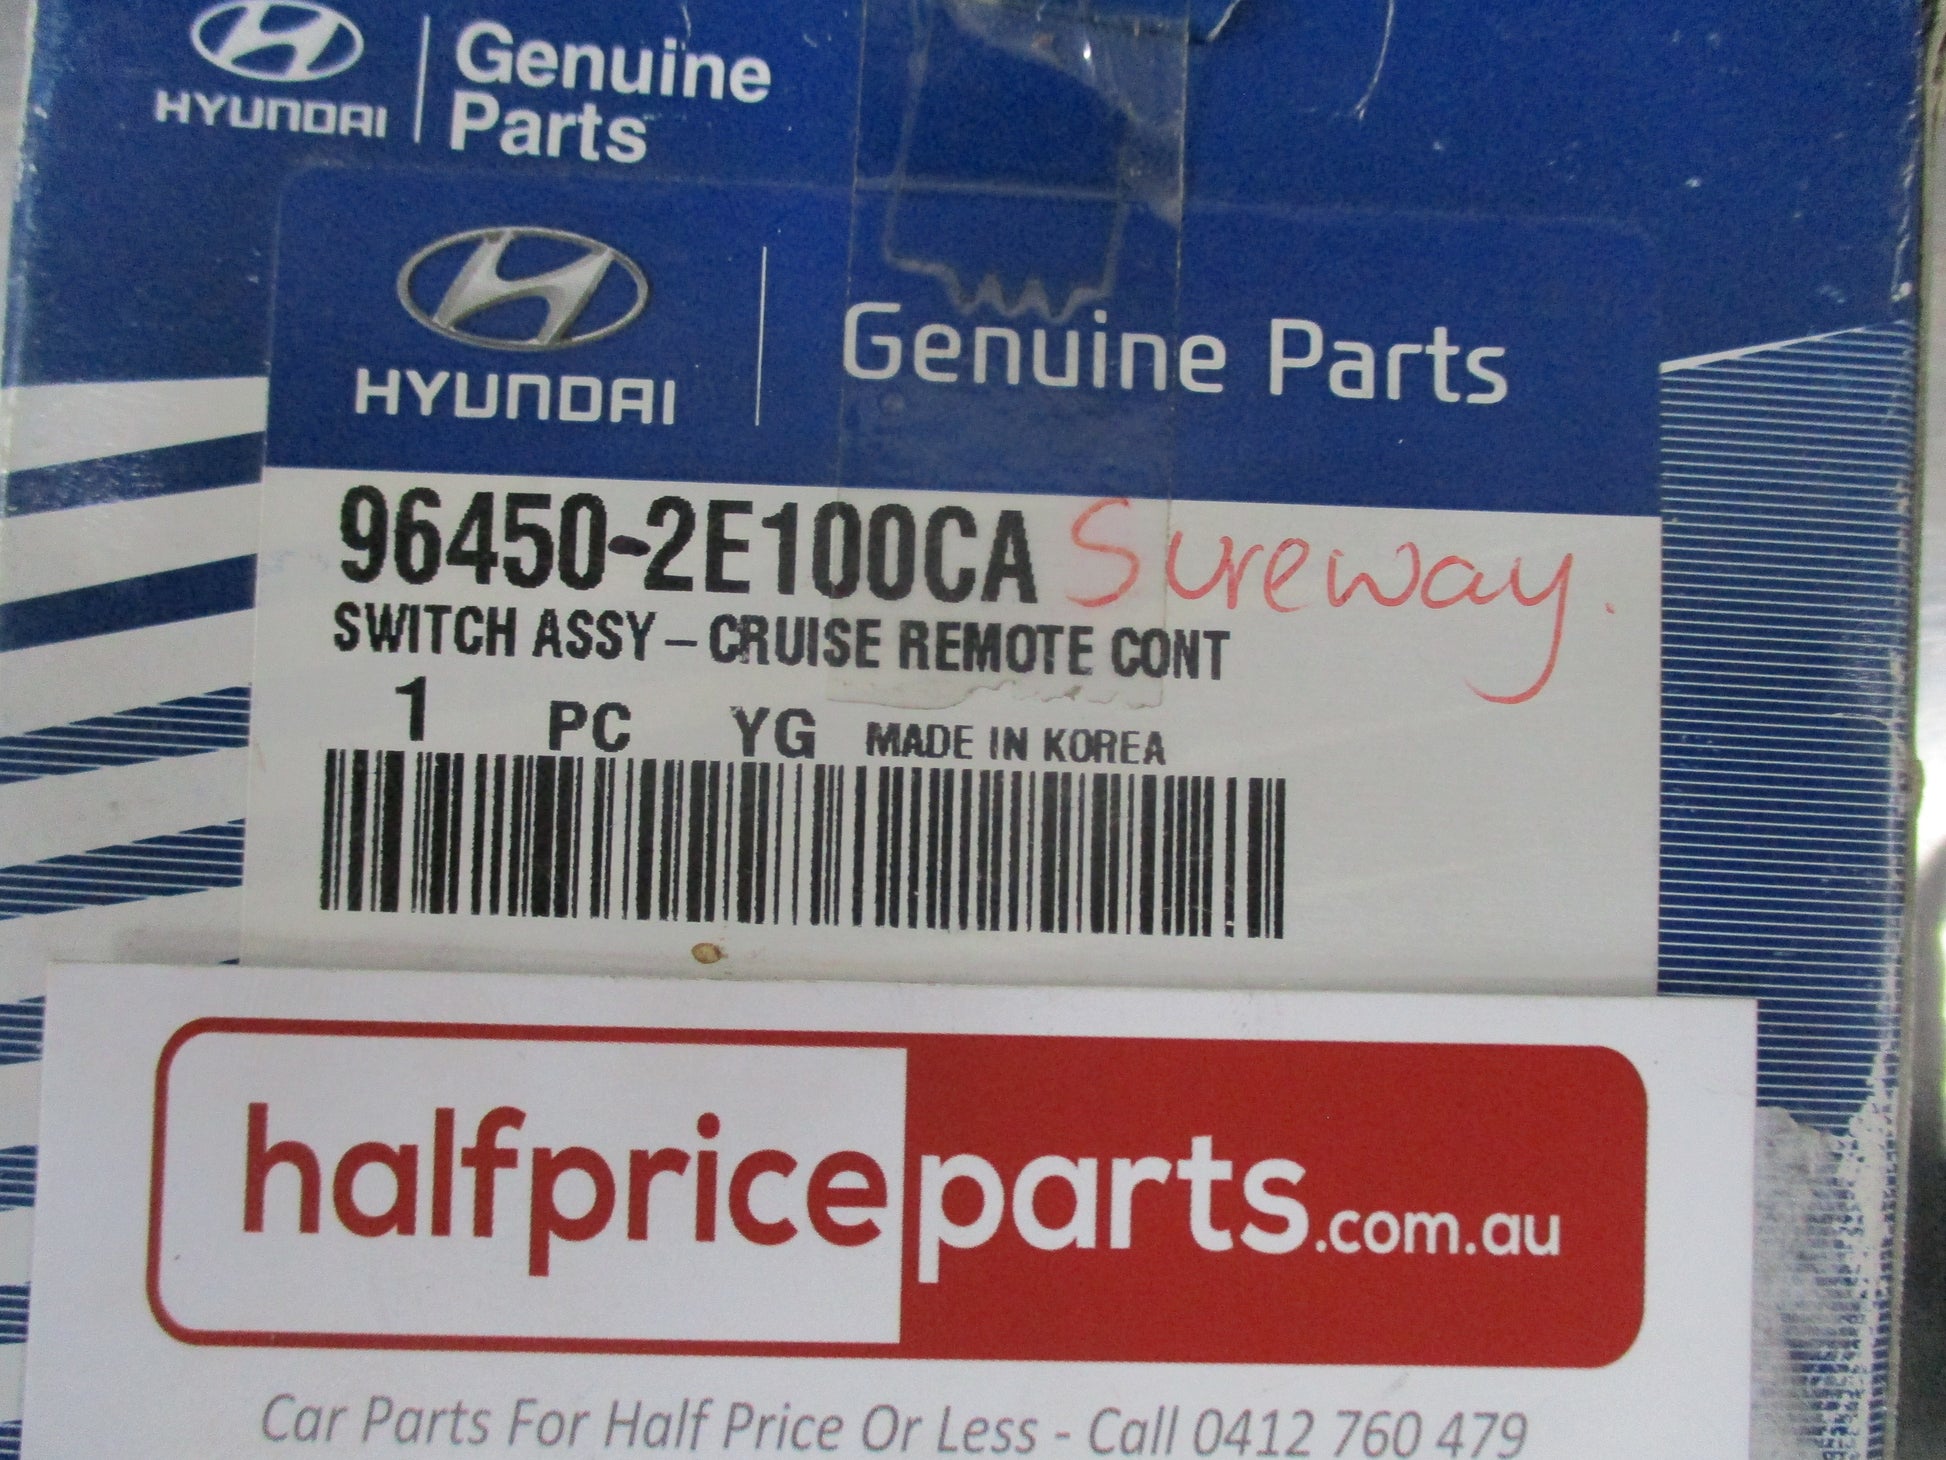 HYUNDAI
Genuine
Parts
HYUNDAI
Genuine Parts
96450-2E100CA Sureway.
SWITCH ASSY-CRUISE REMOTE CONT
1 PC YG MADE IN KOREA
halfpriceparts.com.au
Car Parts For Half Price Or Less - Call 0412 760 479